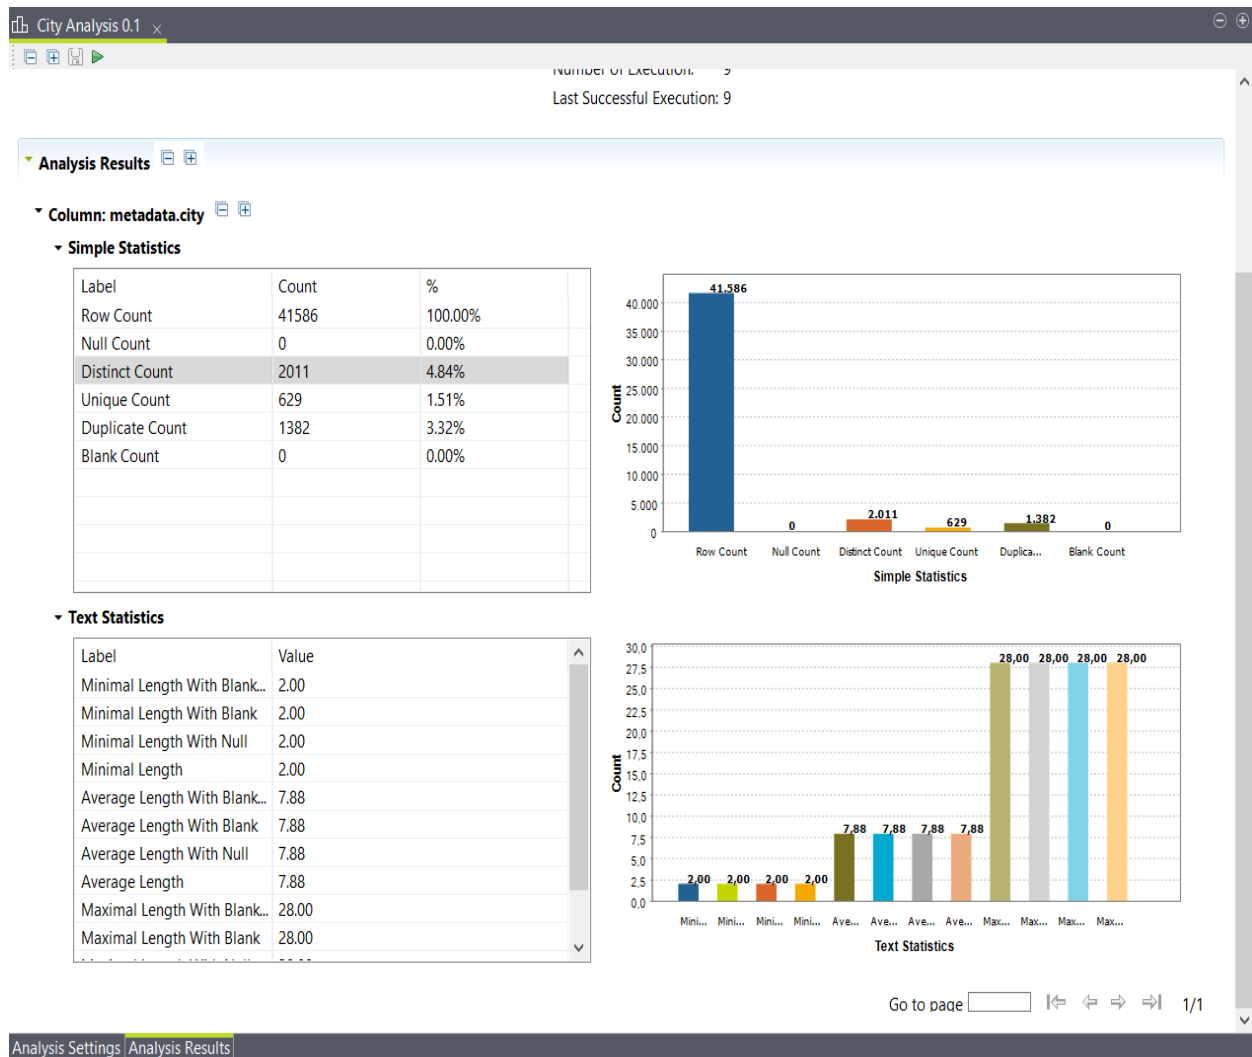 City Analysis 0.1
Number of Execution: 9
Last Successful Execution: 9
Analysis Results
Column: metadata.city
Simple Statistics
Label Count %
Row Count 41586 100.00%
Null Count 0 0.00%
Distinct Count 2011 4.84%
Unique Count 629 1.51%
Duplicate Count 1382 3.32%
Blank Count 0 0.00%
Count
40.000
35.000
30.000
25.000
20.000
15.000
10.000
5.000
0
41.586
0
2.011
629
1.382
0
Row Count Null Count Distinct Count Unique Count Duplica... Blank Count
Simple Statistics
Text Statistics
Label Value
Minimal Length With Blank... 2.00
Minimal Length With Blank 2.00
Minimal Length With Null 2.00
Minimal Length 2.00
Average Length With Blank... 7.88
Average Length With Blank 7.88
Average Length With Null 7.88
Average Length 7.88
Maximal Length With Blank... 28.00
Maximal Length With Blank 28.00
Count
30,0
27,5
25,0
22,5
20,0
17,5
15,0
12,5
10,0
7,5
5,0
2,5
0,0
2,00 2,00 2,00 2,00 7,88 7,88 7,88 7,88 28,00 28,00 28,00 28,00
Mini... Mini... Mini... Mini... Ave... Ave... Ave... Ave... Max... Max... Max... Max...
Text Statistics
Go to page 1/1
Analysis Settings Analysis Results